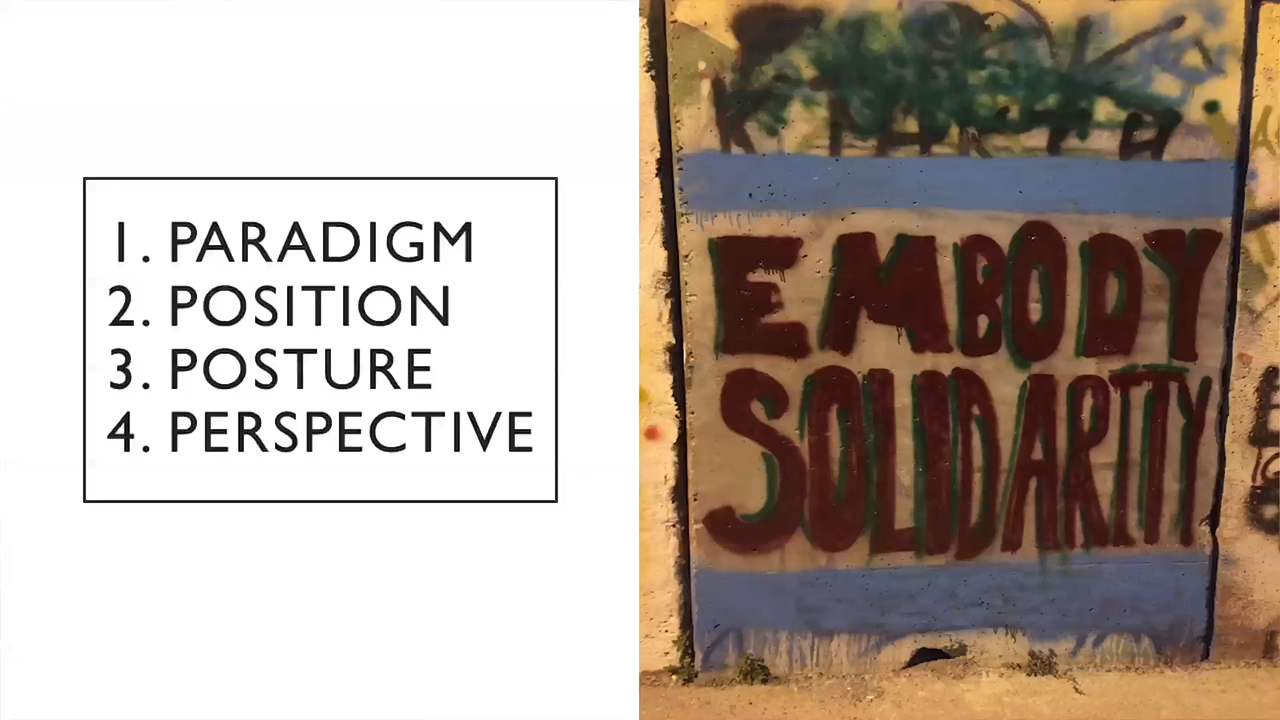 1. PARADIGM
2. POSITION
3. POSTURE
4. PERSPECTIVE
EMBODY
SOLIDARITY